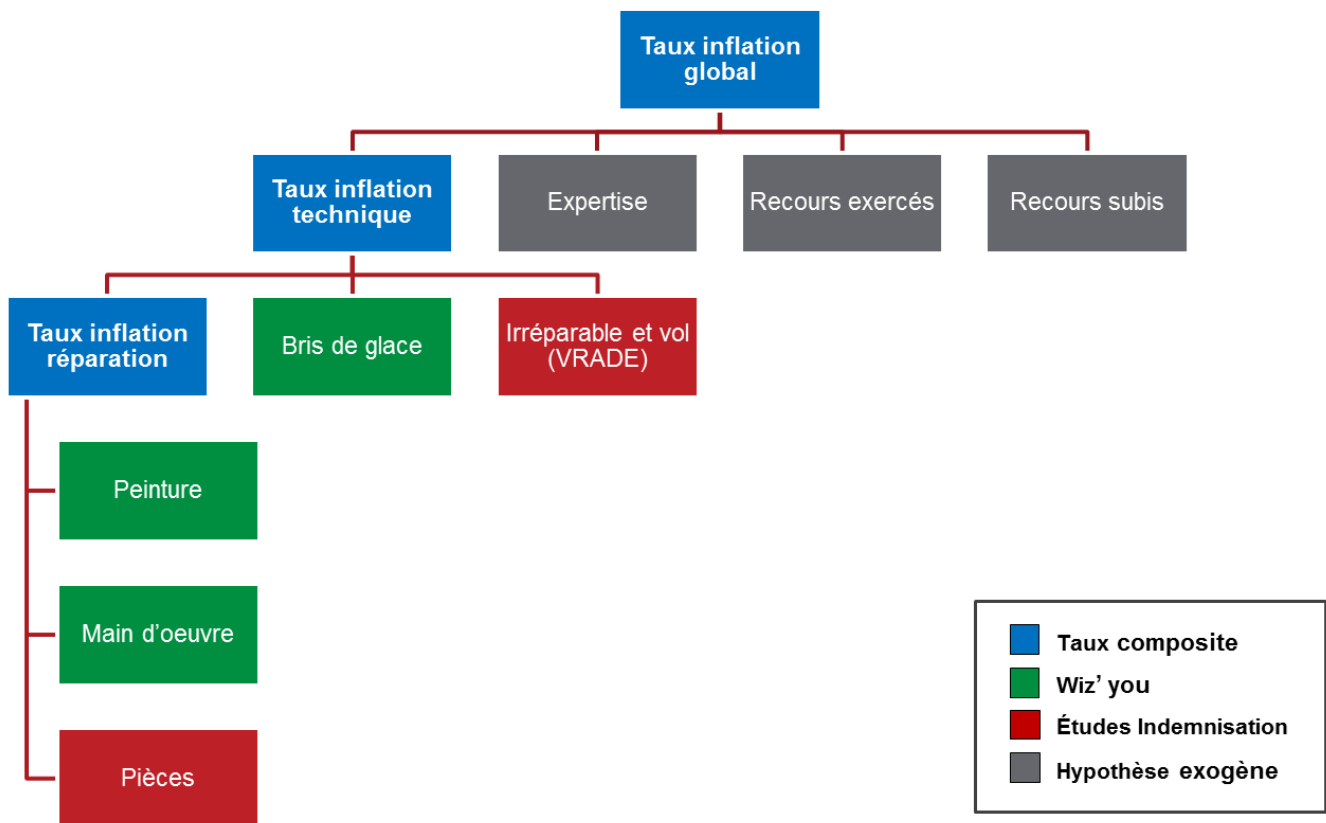 Taux inflation
global
Taux inflation
technique
Expertise
Recours exercés
Recours subis
Taux inflation
réparation
Bris de glace
Irréparable et vol
(VRADE)
Peinture
Main d'oeuvre
Pièces
Taux composite
Wiz' you
Études Indemnisation
Hypothèse exogène